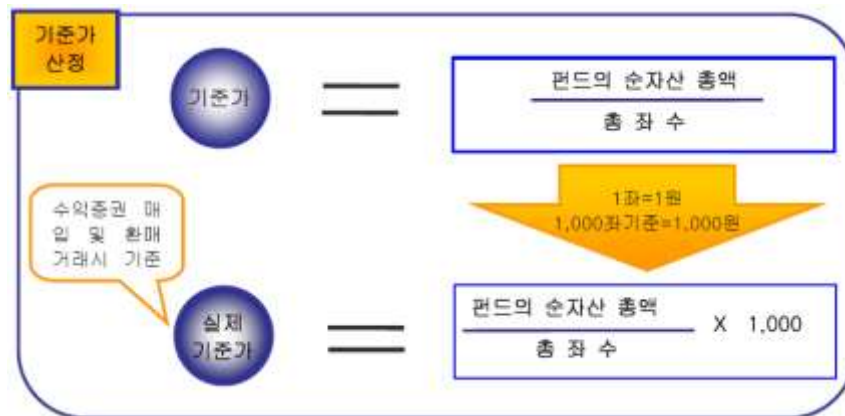 기준가
산정
기준가
펀드의 순자산 총액
총 좌 수
1좌=1원
1,000좌기준=1,000원
수익증권 매
입 및 환매
거래시 기준
실제
기준가
펀드의 순자산 총액
총 좌 수
X 1,000